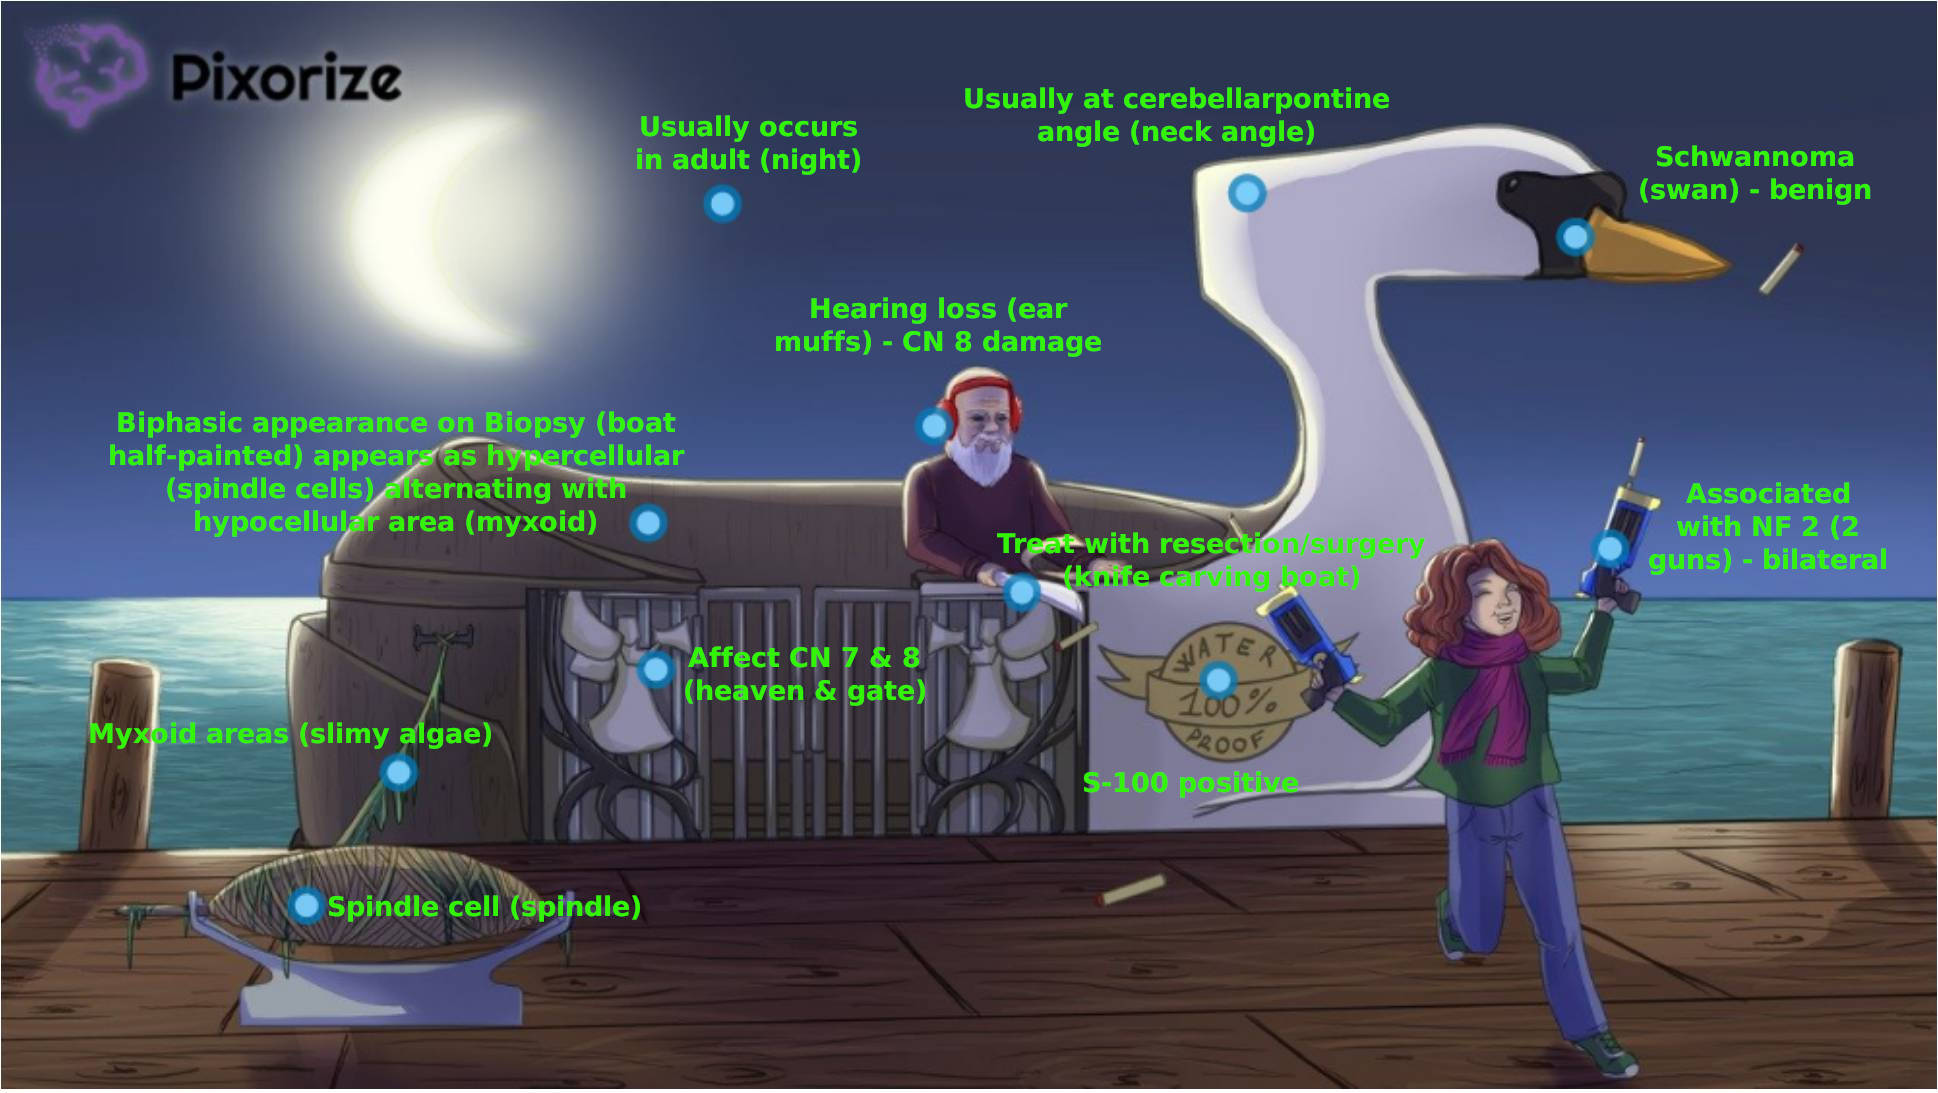 Pixorize
Usually occurs
in adult (night)
Usually at cerebellarpontine
angle (neck angle)
Schwannoma
(swan) - benign
Hearing loss (ear
muffs) - CN 8 damage
Biphasic appearance on Biopsy (boat
half-painted) appears as hypercellular
(spindle cells) alternating with
hypocellular area (myxoid)
Treat with resection/surgery
(knife carving boat)
Associated
with NF 2 (2
guns) - bilateral
Affect CN 7 & 8
(heaven & gate)
WATER
100%
PROOF
Myxoid areas (slimy algae)
S-100 positive
Spindle cell (spindle)